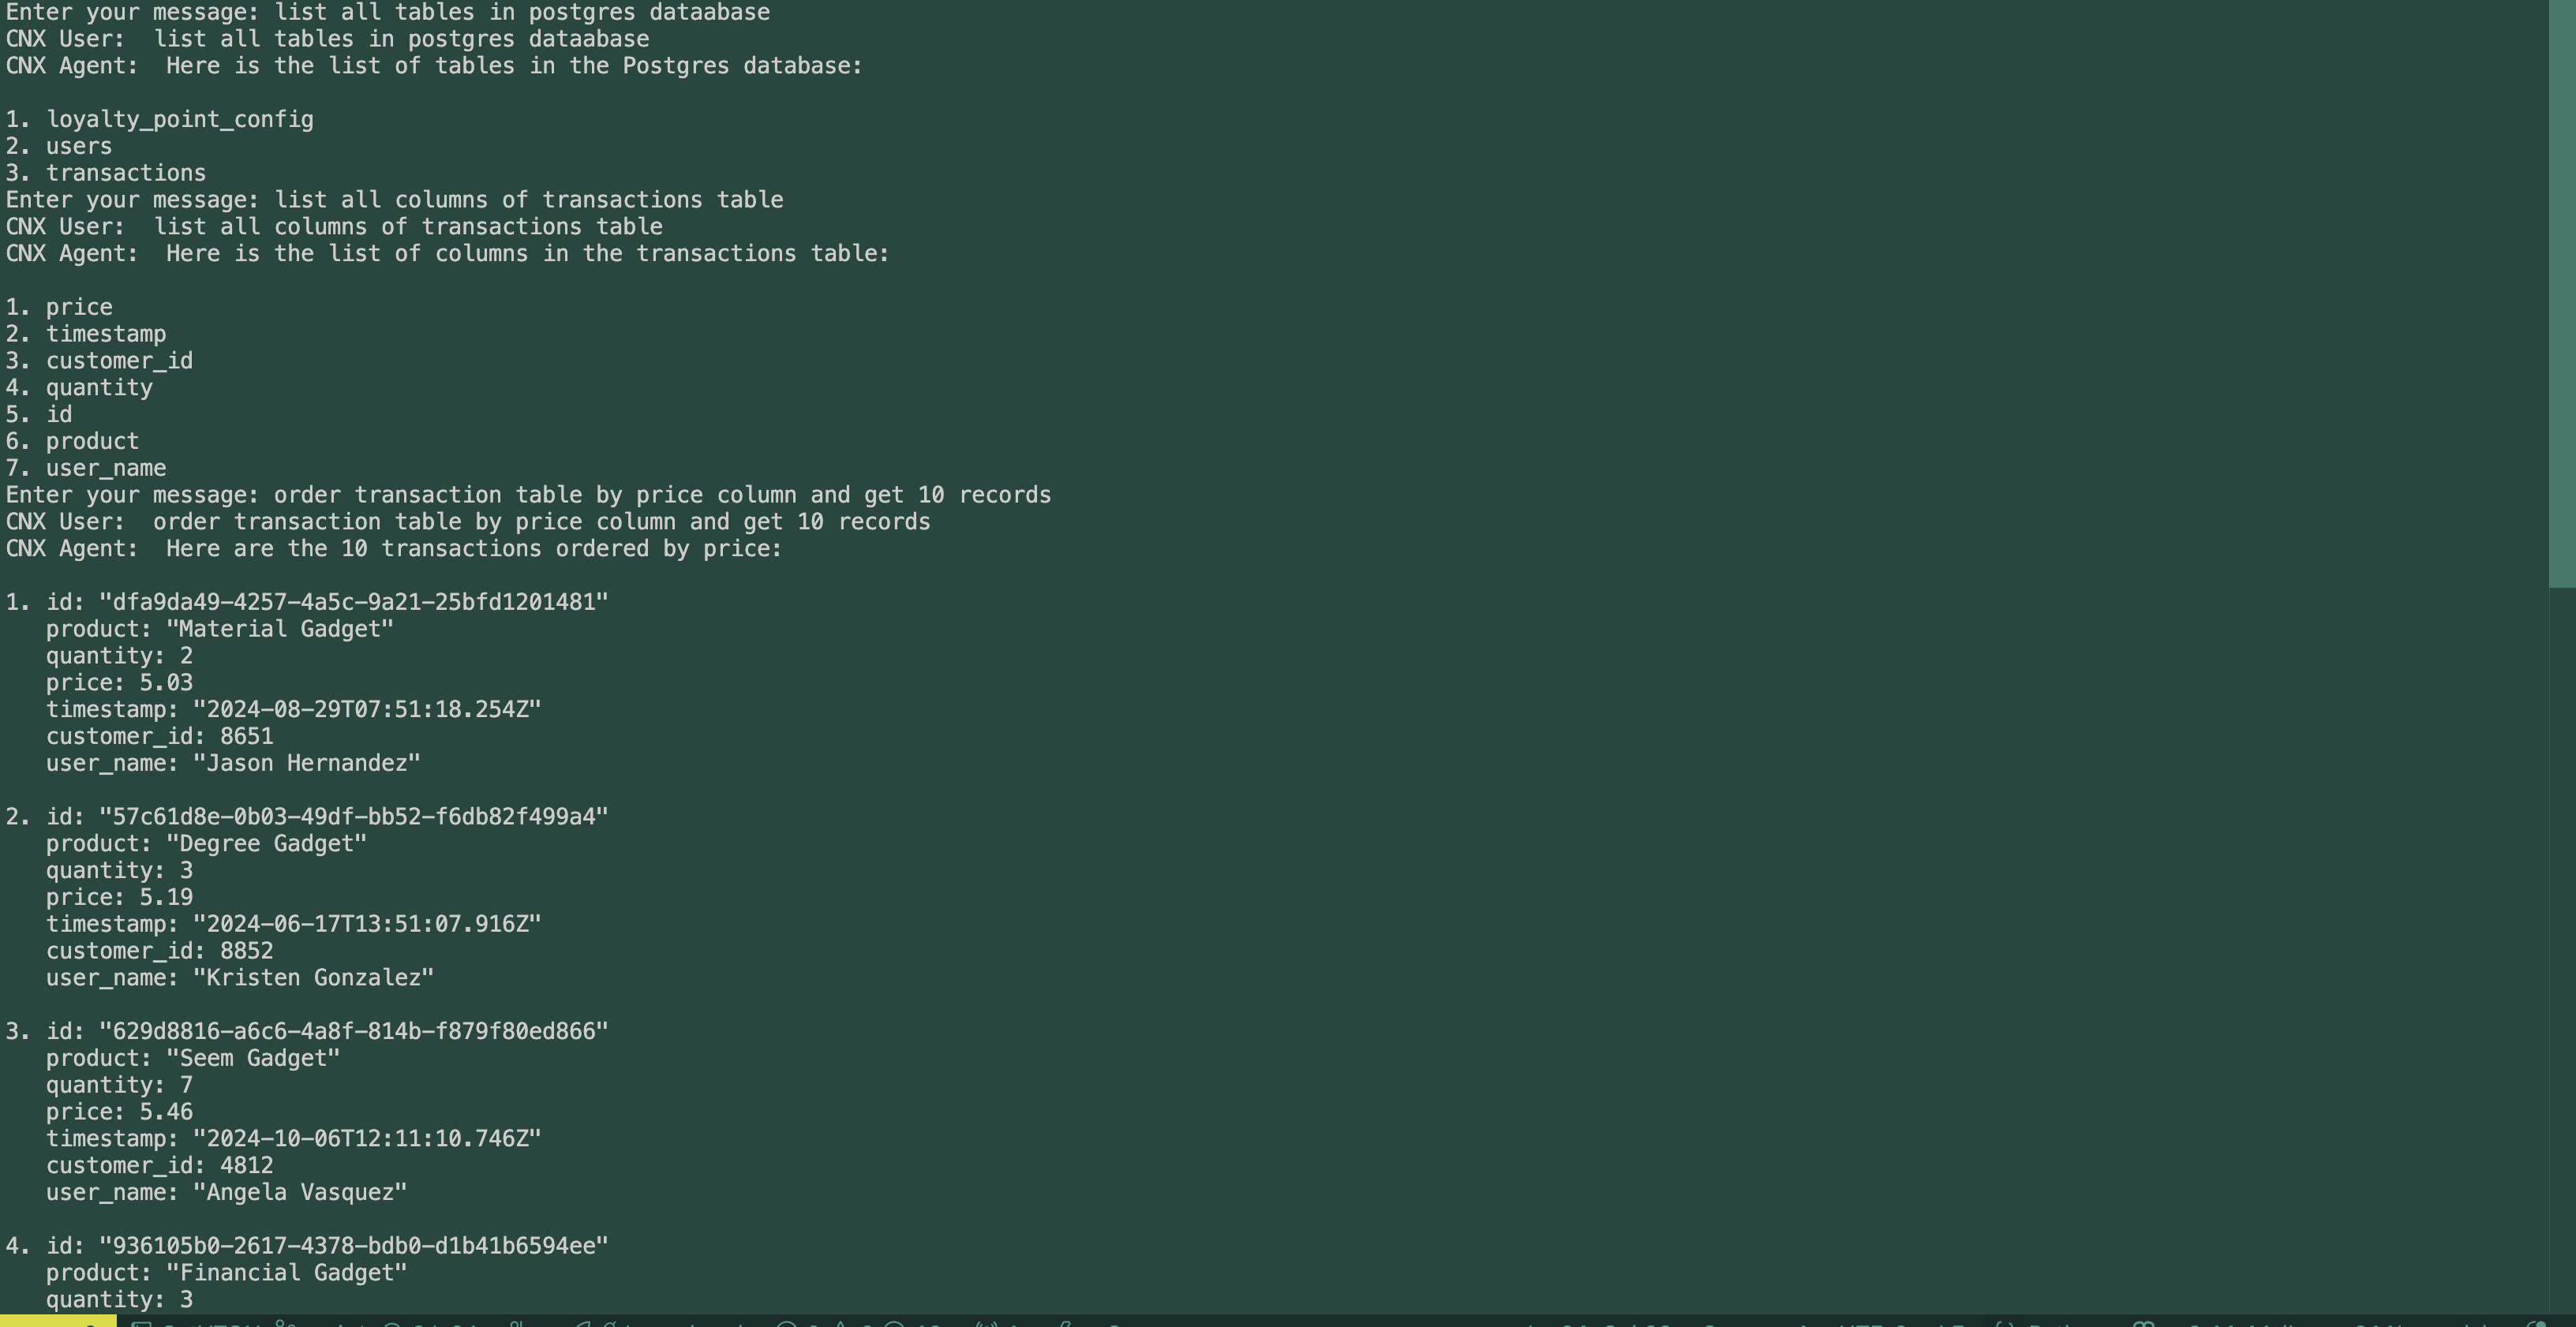 Enter your message: list all tables in postgres dataabase
CNX User:  list all tables in postgres dataabase
CNX Agent:  Here is the list of tables in the Postgres database:
1. loyalty_point_config
2. users
3. transactions
Enter your message: list all columns of transactions table
CNX User:  list all columns of transactions table
CNX Agent:  Here is the list of columns in the transactions table:
1. price
2. timestamp
3. customer_id
4. quantity
5. id
6. product
7. user_name
Enter your message: order transaction table by price column and get 10 records
CNX User:  order transaction table by price column and get 10 records
CNX Agent:  Here are the 10 transactions ordered by price:
1. id: "dfa9da49-4257-4a5c-9a21-25bfd1201481"
product: "Material Gadget"
quantity: 2
price: 5.03
timestamp: "2024-08-29T07:51:18.254Z"
customer_id: 8651
user_name: "Jason Hernandez"
2. id: "57c61d8e-0b03-49df-bb52-f6db82f499a4"
product: "Degree Gadget"
quantity: 3
price: 5.19
timestamp: "2024-06-17T13:51:07.916Z"
customer_id: 8852
user_name: "Kristen Gonzalez"
3. id: "629d8816-a6c6-4a8f-814b-f879f80ed866"
product: "Seem Gadget"
quantity: 7
price: 5.46
timestamp: "2024-10-06T12:11:10.746Z"
customer_id: 4812
user_name: "Angela Vasquez"
4. id: "936105b0-2617-4378-bdb0-d1b41b6594ee"
product: "Financial Gadget"
quantity: 3